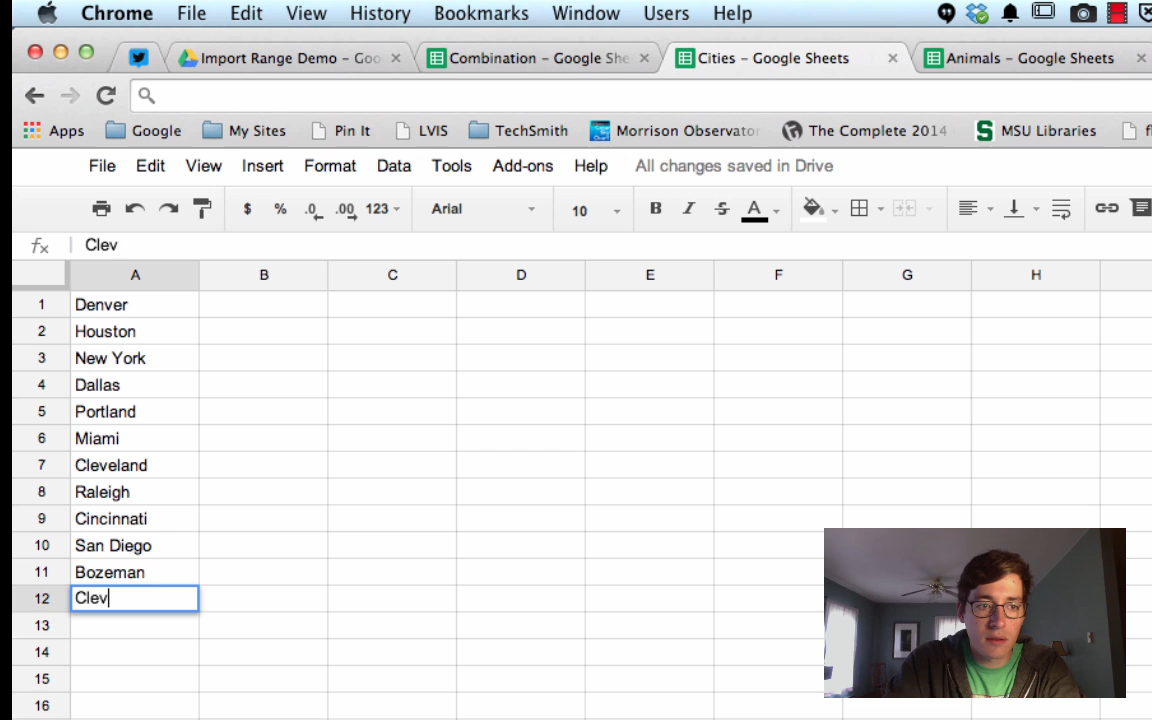 Chrome File Edit View History Bookmarks Window Users Help
Import Range Demo – Goo Combination – Google She Cities – Google Sheets Animals – Google Sheets
Apps Google My Sites Pin It LVIS TechSmith Morrison Observator The Complete 2014 MSU Libraries fl
File Edit View Insert Format Data Tools Add-ons Help All changes saved in Drive
$ % .0 .00 123 Arial 10 B I S A
fx Clev
A B C D E F G H
1 Denver
2 Houston
3 New York
4 Dallas
5 Portland
6 Miami
7 Cleveland
8 Raleigh
9 Cincinnati
10 San Diego
11 Bozeman
12 Clev
13
14
15
16